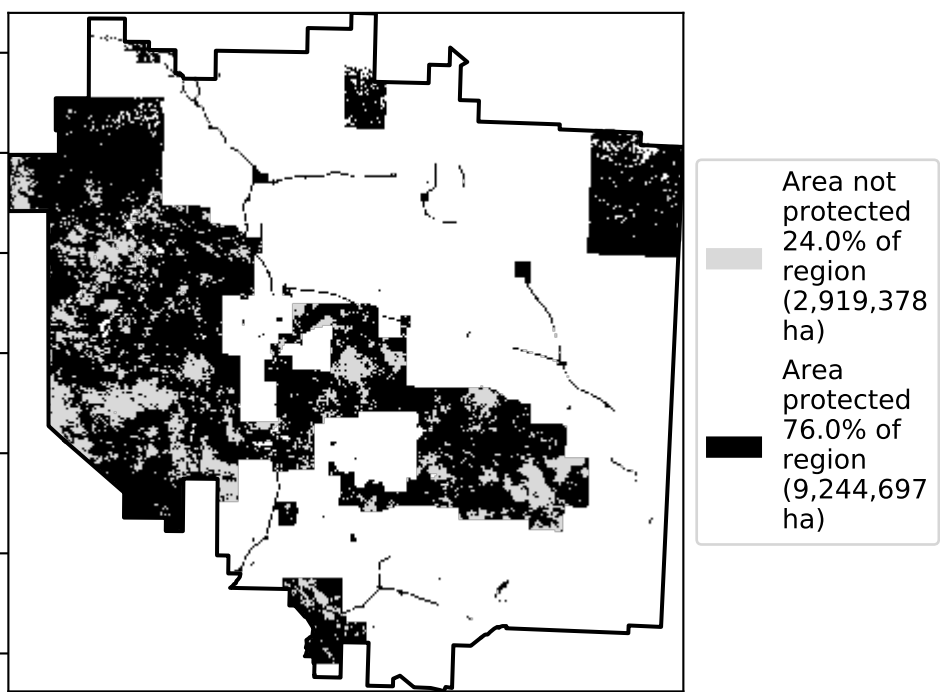 Area not
protected
24.0% of
region
(2,919,378
ha)
Area
protected
76.0% of
region
(9,244,697
ha)